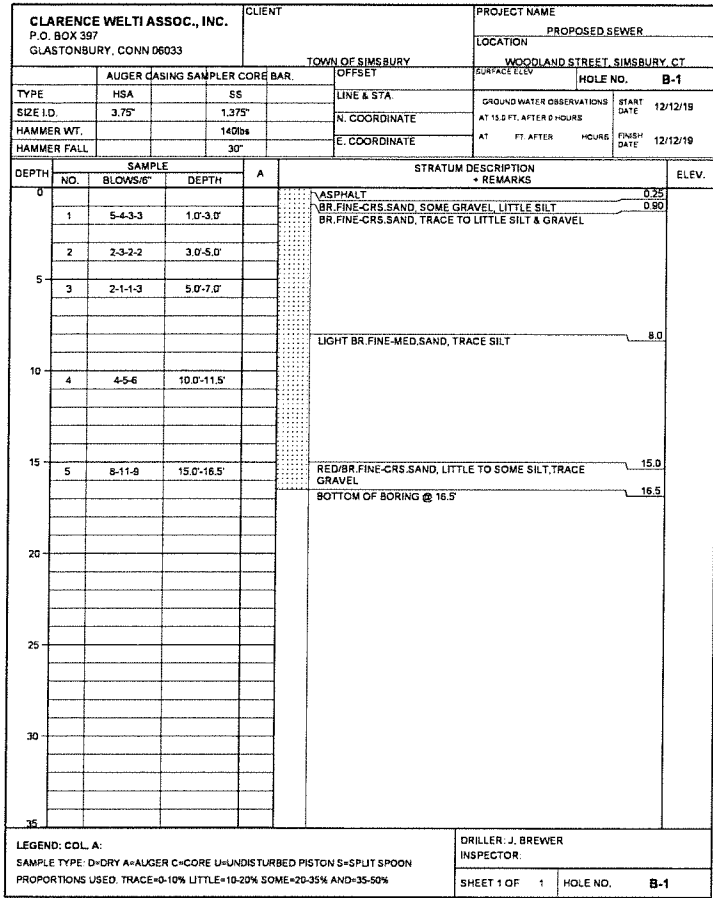 CLARENCE WELTI ASSOC., INC.
P.O. BOX 397
GLASTONBURY, CONN 06033
CLIENT
TOWN OF SIMSBURY
PROJECT NAME
PROPOSED SEWER
LOCATION
WOODLAND STREET, SIMSBURY, CT
AUGER CASING SAMPLER CORE BAR.
OFFSET
SURFACE ELEV
HOLE NO. B-1
TYPE HSA SS
LINE & STA.
GROUND WATER OBSERVATIONS
START DATE 12/12/19
SIZE I.D. 3.75" 1.375"
N. COORDINATE
AT 15.0 FT. AFTER 0 HOURS
HAMMER WT. 140lbs
E. COORDINATE
AT FT. AFTER HOURS
FINISH DATE 12/12/19
HAMMER FALL 30"
DEPTH SAMPLE A STRATUM DESCRIPTION + REMARKS ELEV.
NO. BLOWS/6" DEPTH
0
ASPHALT 0.25
BR.FINE-CRS.SAND, SOME GRAVEL, LITTLE SILT 0.90
1 5-4-3-3 1.0'-3.0'
BR.FINE-CRS.SAND, TRACE TO LITTLE SILT & GRAVEL
2 2-3-2-2 3.0'-5.0'
5
3 2-1-1-3 5.0'-7.0'
LIGHT BR.FINE-MED.SAND, TRACE SILT 8.0
10
4 4-5-6 10.0'-11.5'
15
5 8-11-9 15.0'-16.5'
RED/BR.FINE-CRS.SAND, LITTLE TO SOME SILT,TRACE 15.0
GRAVEL
BOTTOM OF BORING @ 16.5' 16.5
20
25
30
35
LEGEND: COL. A:
SAMPLE TYPE: D=DRY A=AUGER C=CORE U=UNDISTURBED PISTON S=SPLIT SPOON
PROPORTIONS USED: TRACE=0-10% LITTLE=10-20% SOME=20-35% AND=35-50%
DRILLER: J. BREWER
INSPECTOR:
SHEET 1 OF 1 HOLE NO. B-1